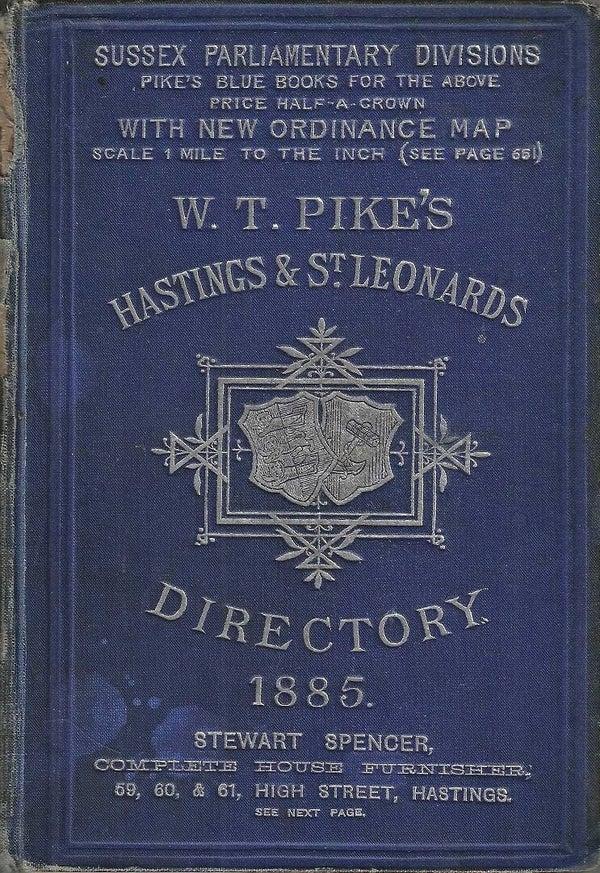 SUSSEX PARLIAMENTARY DIVISIONS
PIKE'S BLUE BOOKS FOR THE ABOVE
PRICE HALF-A-CROWN
WITH NEW ORDINANCE MAP
SCALE 1 MILE TO THE INCH (SEE PAGE 651)
W. T. PIKE'S
HASTINGS & ST. LEONARDS
DIRECTORY.
1885.
STEWART SPENCER,
COMPLETE HOUSE FURNISHER,
59, 60, & 61, HIGH STREET, HASTINGS.
SEE NEXT PAGE.